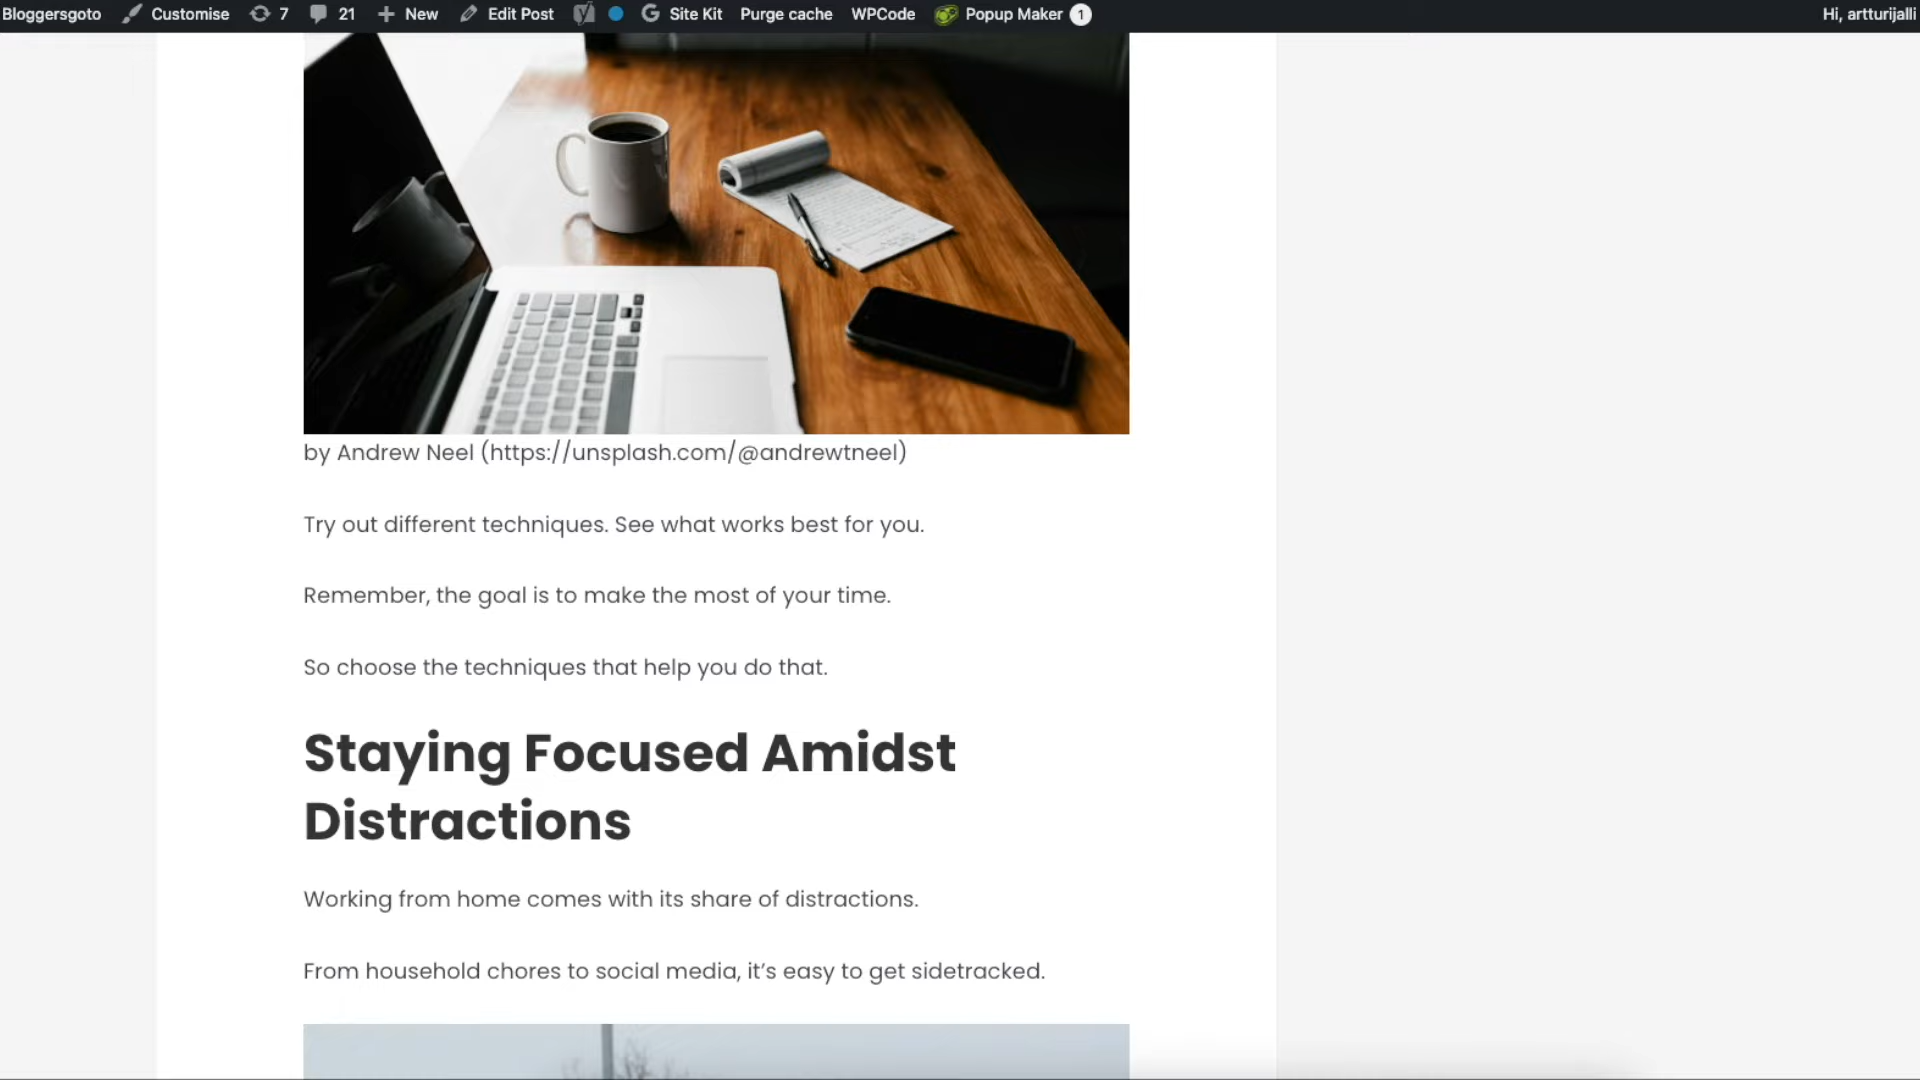 Bloggersgoto Customise 7 21 New Edit Post Site Kit Purge cache WPCode Popup Maker 1 Hi, artturijalli
by Andrew Neel (https://unsplash.com/@andrewtneel)
Try out different techniques. See what works best for you.
Remember, the goal is to make the most of your time.
So choose the techniques that help you do that.
Staying Focused Amidst
Distractions
Working from home comes with its share of distractions.
From household chores to social media, it’s easy to get sidetracked.